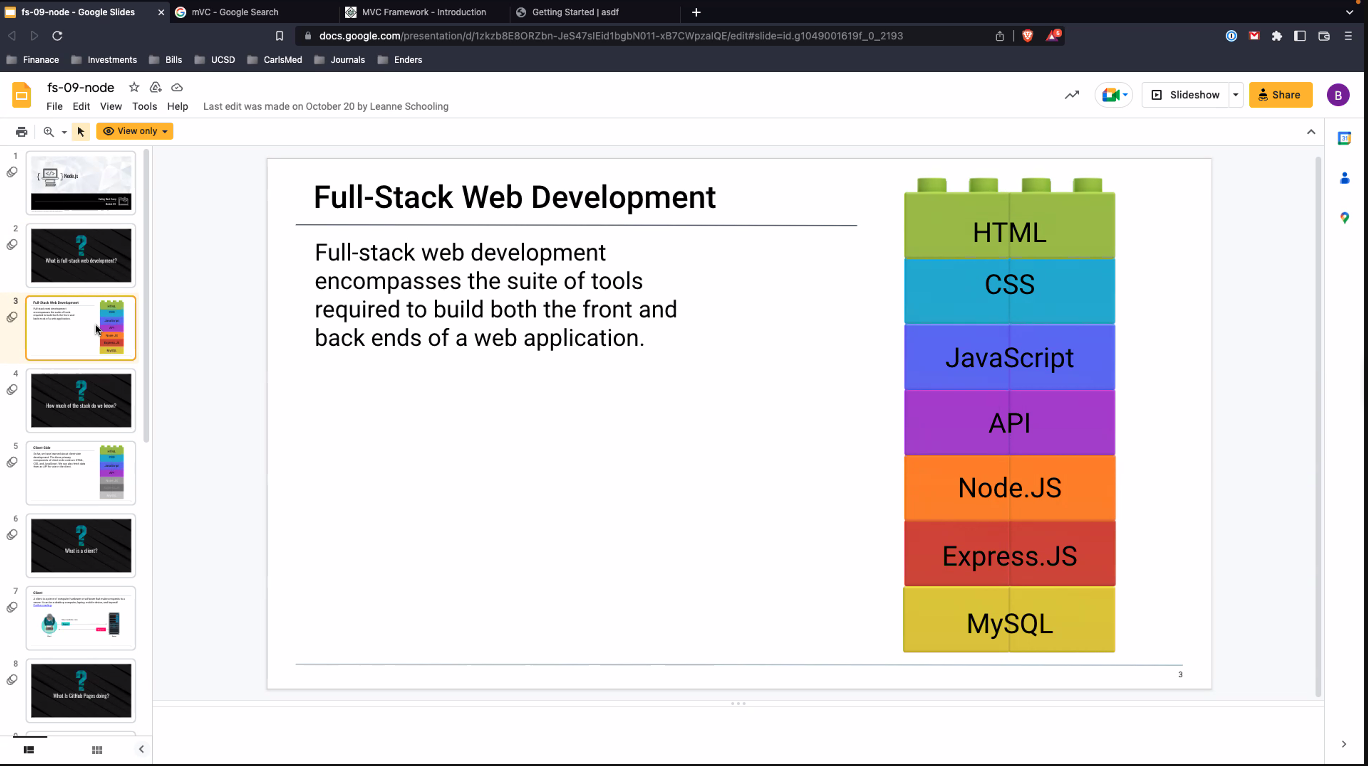 fs-09-node - Google Slides
mVC - Google Search
MVC Framework - Introduction
Getting Started | asdf
docs.google.com/presentation/d/1zkzb8E8ORZbn-JeS47slEid1bgbN011-xB7CWpzaIQE/edit#slide=id.g1049001619f_0_2193
Finanace
Investments
Bills
UCSD
CarlsMed
Journals
Enders
fs-09-node
File Edit View Tools Help
Last edit was made on October 20 by Leanne Schooling
Slideshow
Share
B
View only
1
Node.js
2
What is full-stack web development?
3
Full-Stack Web Development
4
How much of the stack do we know?
5
Client Side
6
What is a client?
7
Client
8
What is GitHub Pages doing?
Full-Stack Web Development
Full-stack web development
encompasses the suite of tools
required to build both the front and
back ends of a web application.
HTML
CSS
JavaScript
API
Node.JS
Express.JS
MySQL
3